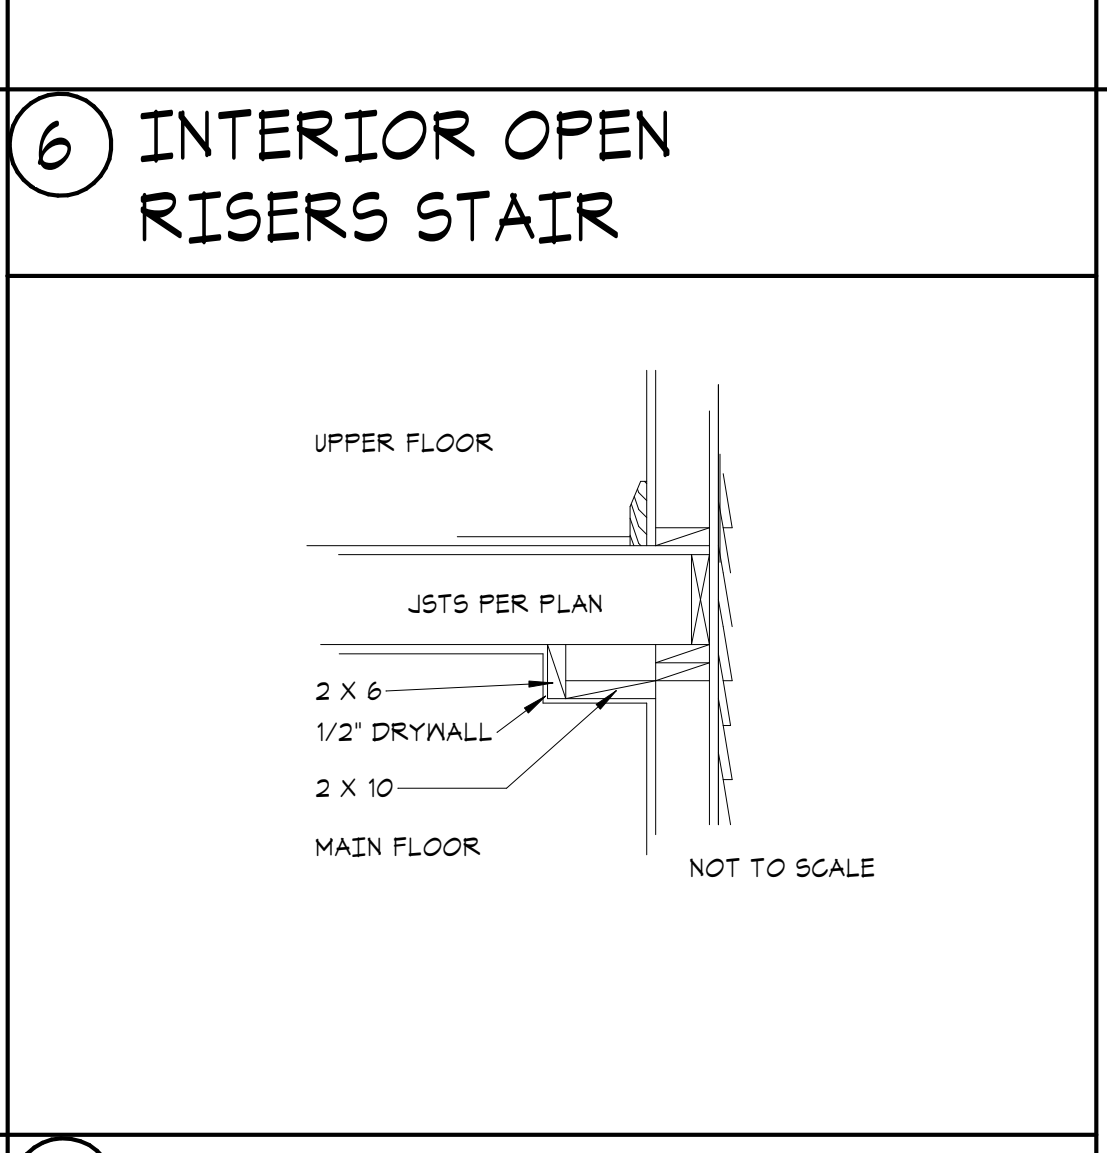 6 INTERIOR OPEN
RISERS STAIR
UPPER FLOOR
JSTS PER PLAN
2 X 6
1/2" DRYWALL
2 X 10
MAIN FLOOR
NOT TO SCALE